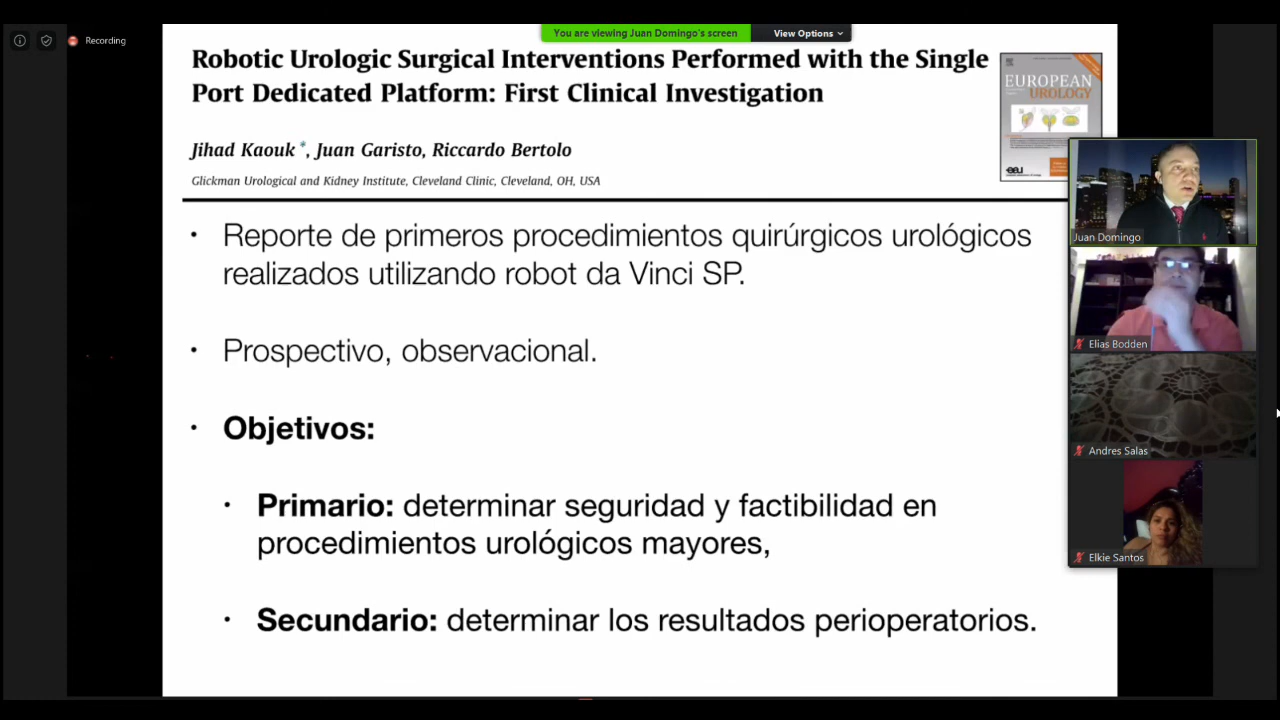 You are viewing Juan Domingo's screen
View Options
Recording
Robotic Urologic Surgical Interventions Performed with the Single
Port Dedicated Platform: First Clinical Investigation
EUROPEAN
UROLOGY
eau
Jihad Kaouk *, Juan Garisto, Riccardo Bertolo
Glickman Urological and Kidney Institute, Cleveland Clinic, Cleveland, OH, USA
• Reporte de primeros procedimientos quirúrgicos urológicos
realizados utilizando robot da Vinci SP.
• Prospectivo, observacional.
• Objetivos:
• Primario: determinar seguridad y factibilidad en
procedimientos urológicos mayores,
• Secundario: determinar los resultados perioperatorios.
Juan Domingo
Elias Bodden
Andres Salas
Elkie Santos